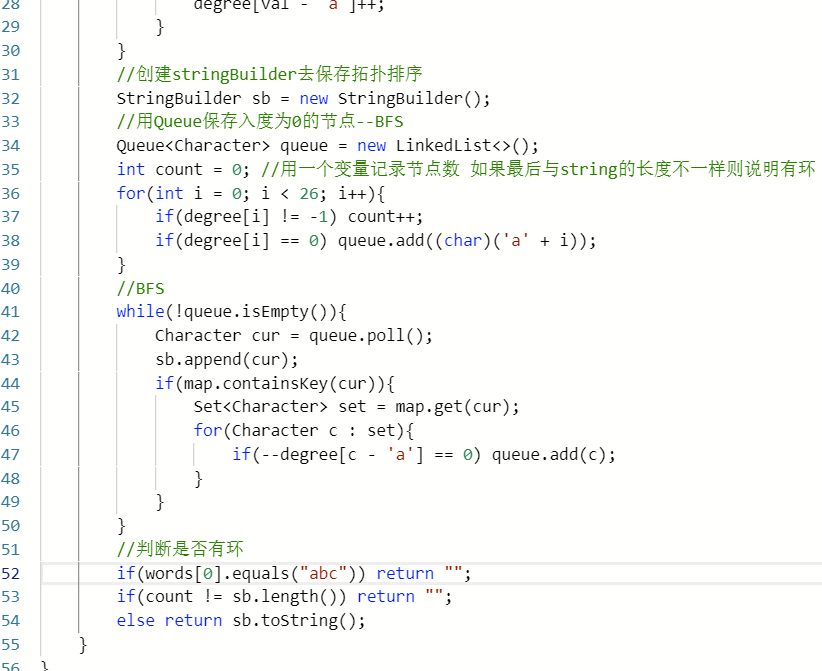 28 degree[val - 'a']++;
29 }
30 }
31 //创建stringBuilder去保存拓扑排序
32 StringBuilder sb = new StringBuilder();
33 //用Queue保存入度为0的节点--BFS
34 Queue<Character> queue = new LinkedList<>();
35 int count = 0; //用一个变量记录节点数 如果最后与string的长度不一样则说明有环
36 for(int i = 0; i < 26; i++){
37 if(degree[i] != -1) count++;
38 if(degree[i] == 0) queue.add((char)('a' + i));
39 }
40 //BFS
41 while(!queue.isEmpty()){
42 Character cur = queue.poll();
43 sb.append(cur);
44 if(map.containsKey(cur)){
45 Set<Character> set = map.get(cur);
46 for(Character c : set){
47 if(--degree[c - 'a'] == 0) queue.add(c);
48 }
49 }
50 }
51 //判断是否有环
52 if(words[0].equals("abc")) return "";
53 if(count != sb.length()) return "";
54 else return sb.toString();
55 }
56 }